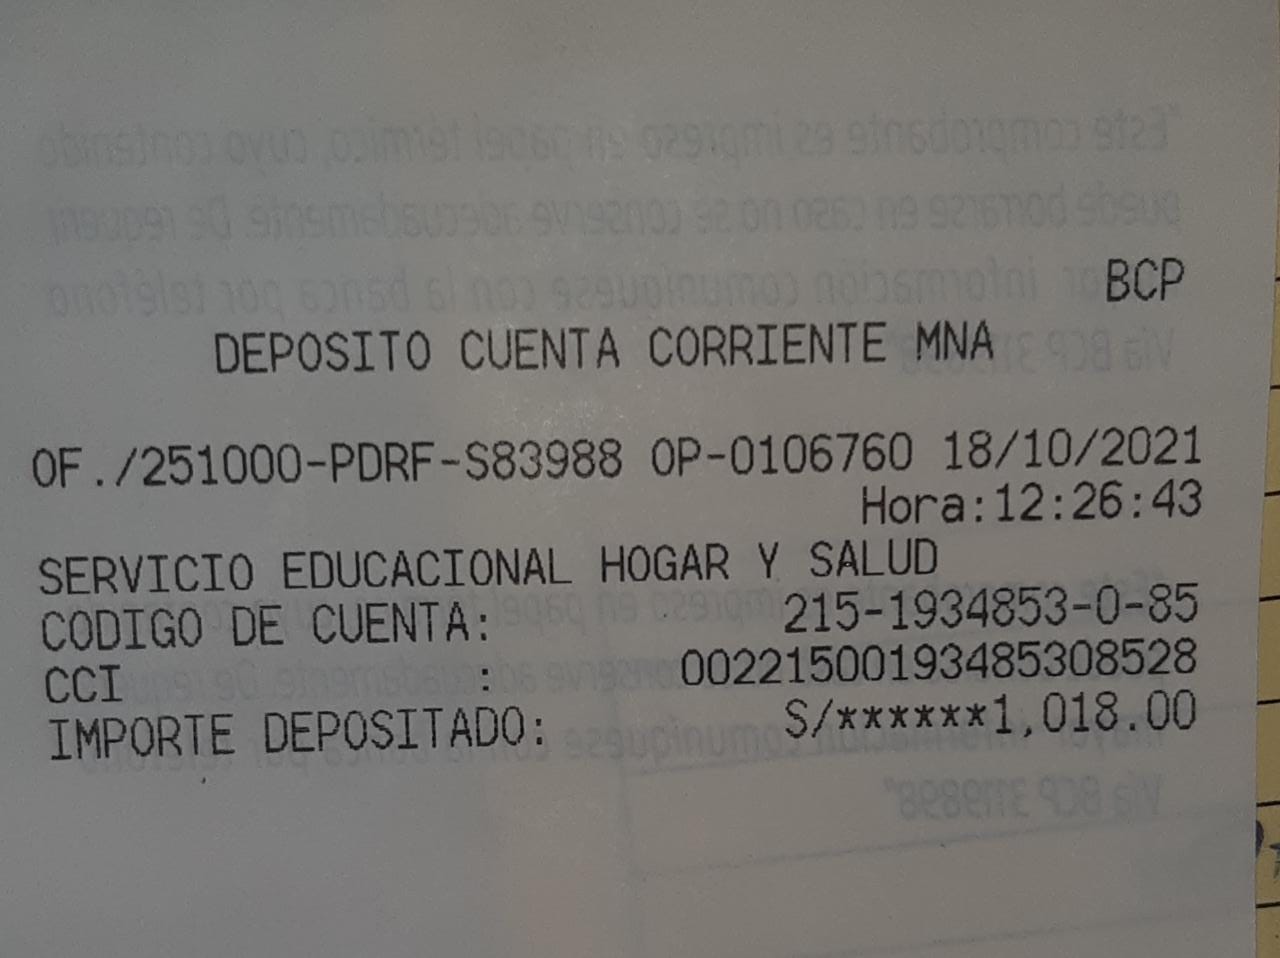 BCP
DEPOSITO CUENTA CORRIENTE MNA
OF./251000-PDRF-S83988 OP-0106760 18/10/2021
Hora:12:26:43
SERVICIO EDUCACIONAL HOGAR Y SALUD
CODIGO DE CUENTA: 215-1934853-0-85
CCI : 00221500193485308528
IMPORTE DEPOSITADO: S/******1,018.00